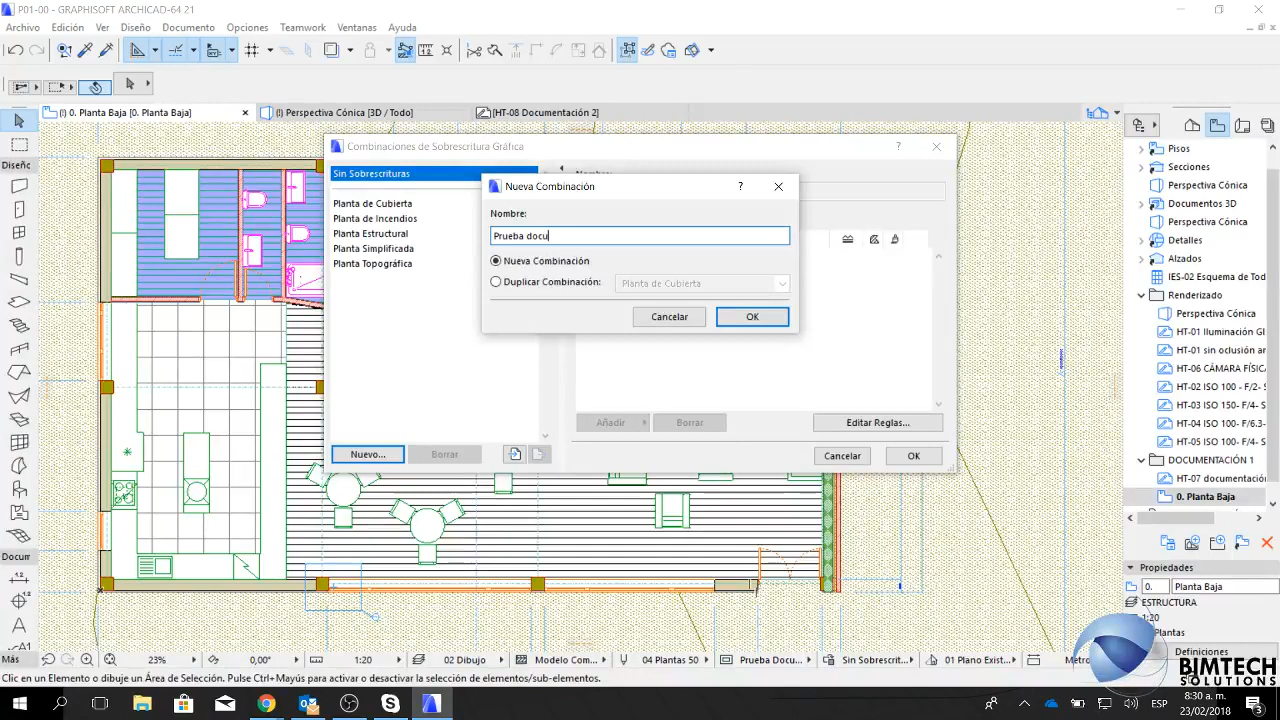 P01-00 - GRAPHISOFT ARCHICAD-64 21
Archivo Edición Ver Diseño Documento Opciones Teamwork Ventanas Ayuda
(!) 0. Planta Baja [0. Planta Baja]
(!) Perspectiva Cónica [3D / Todo]
[HT-08 Documentación 2]
Diseño
Docum
Más
Combinaciones de Sobrescritura Gráfica
Sin Sobrescrituras
Planta de Cubierta
Planta de Incendios
Planta Estructural
Planta Simplificada
Planta Topográfica
Nuevo...
Borrar
Nueva Combinación
Nombre:
Prueba docu
Nueva Combinación
Duplicar Combinación:
Planta de Cubierta
Cancelar
OK
Añadir
Borrar
Editar Reglas...
Cancelar
OK
Pisos
Secciones
Perspectiva Cónica
Documentos 3D
Perspectiva Cónica
Detalles
Alzados
IES-02 Esquema de Tod
Renderizado
Perspectiva Cónica
HT-01 Iluminación Gl
HT-01 sin oclusión ar
HT-06 CÁMARA FÍSICA
HT-02 ISO 100 - F/2- S
HT-03 ISO 150- F/4- S
HT-04 ISO 100 - F/6.3-
HT-05 ISO 100- F/4- S
DOCUMENTACIÓN 1
HT-07 documentación
0. Planta Baja
Propiedades
0. Planta Baja
ESTRUCTURA
1:20
Plantas
Definiciones
23% 0,00° 1:20 02 Dibujo Modelo Com... 04 Planos 50 Prueba Docu... Sin Sobrescrit... 01 Plano Exist... Metro
Clic en un Elemento o dibuje un Área de Selección. Pulse Ctrl+Mayús para activar o desactivar la selección de elementos/sub-elementos.
BIMTECH
SOLUTIONS
ESP
8:30 a. m.
23/02/2018
3